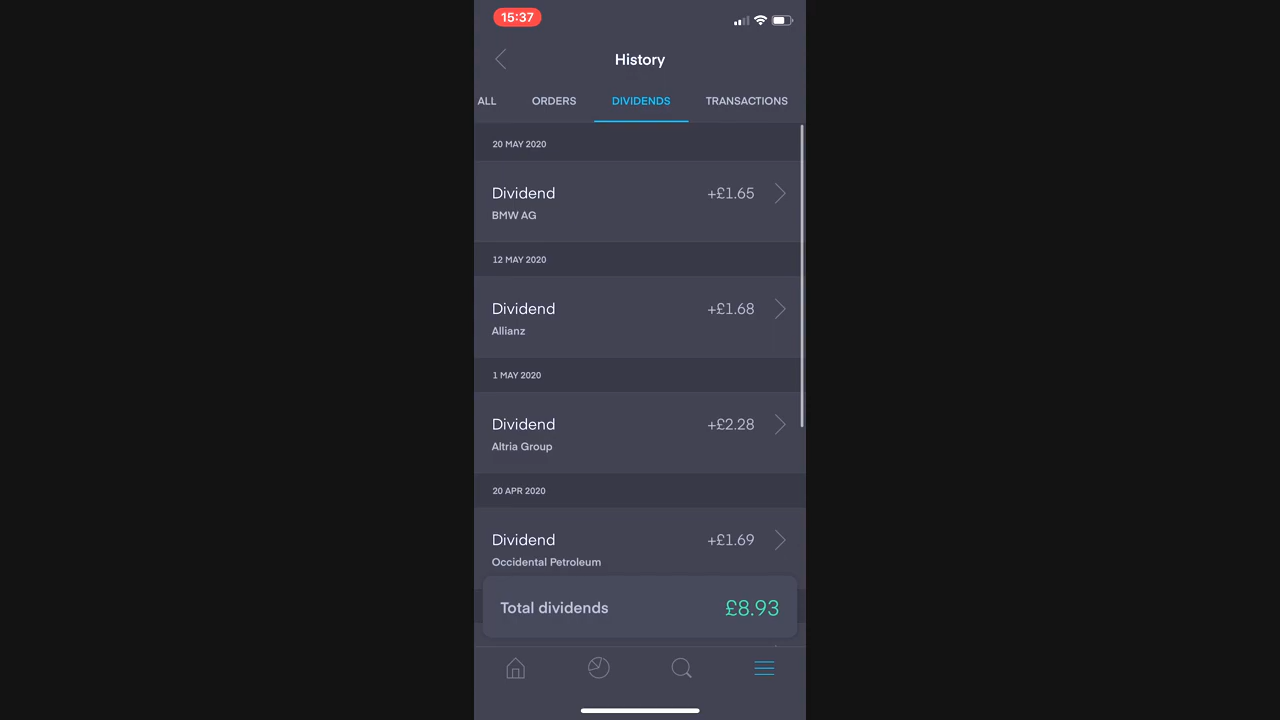 15:37
History
ALL ORDERS DIVIDENDS TRANSACTIONS
20 MAY 2020
Dividend +£1.65
BMW AG
12 MAY 2020
Dividend +£1.68
Allianz
1 MAY 2020
Dividend +£2.28
Altria Group
20 APR 2020
Dividend +£1.69
Occidental Petroleum
Total dividends £8.93